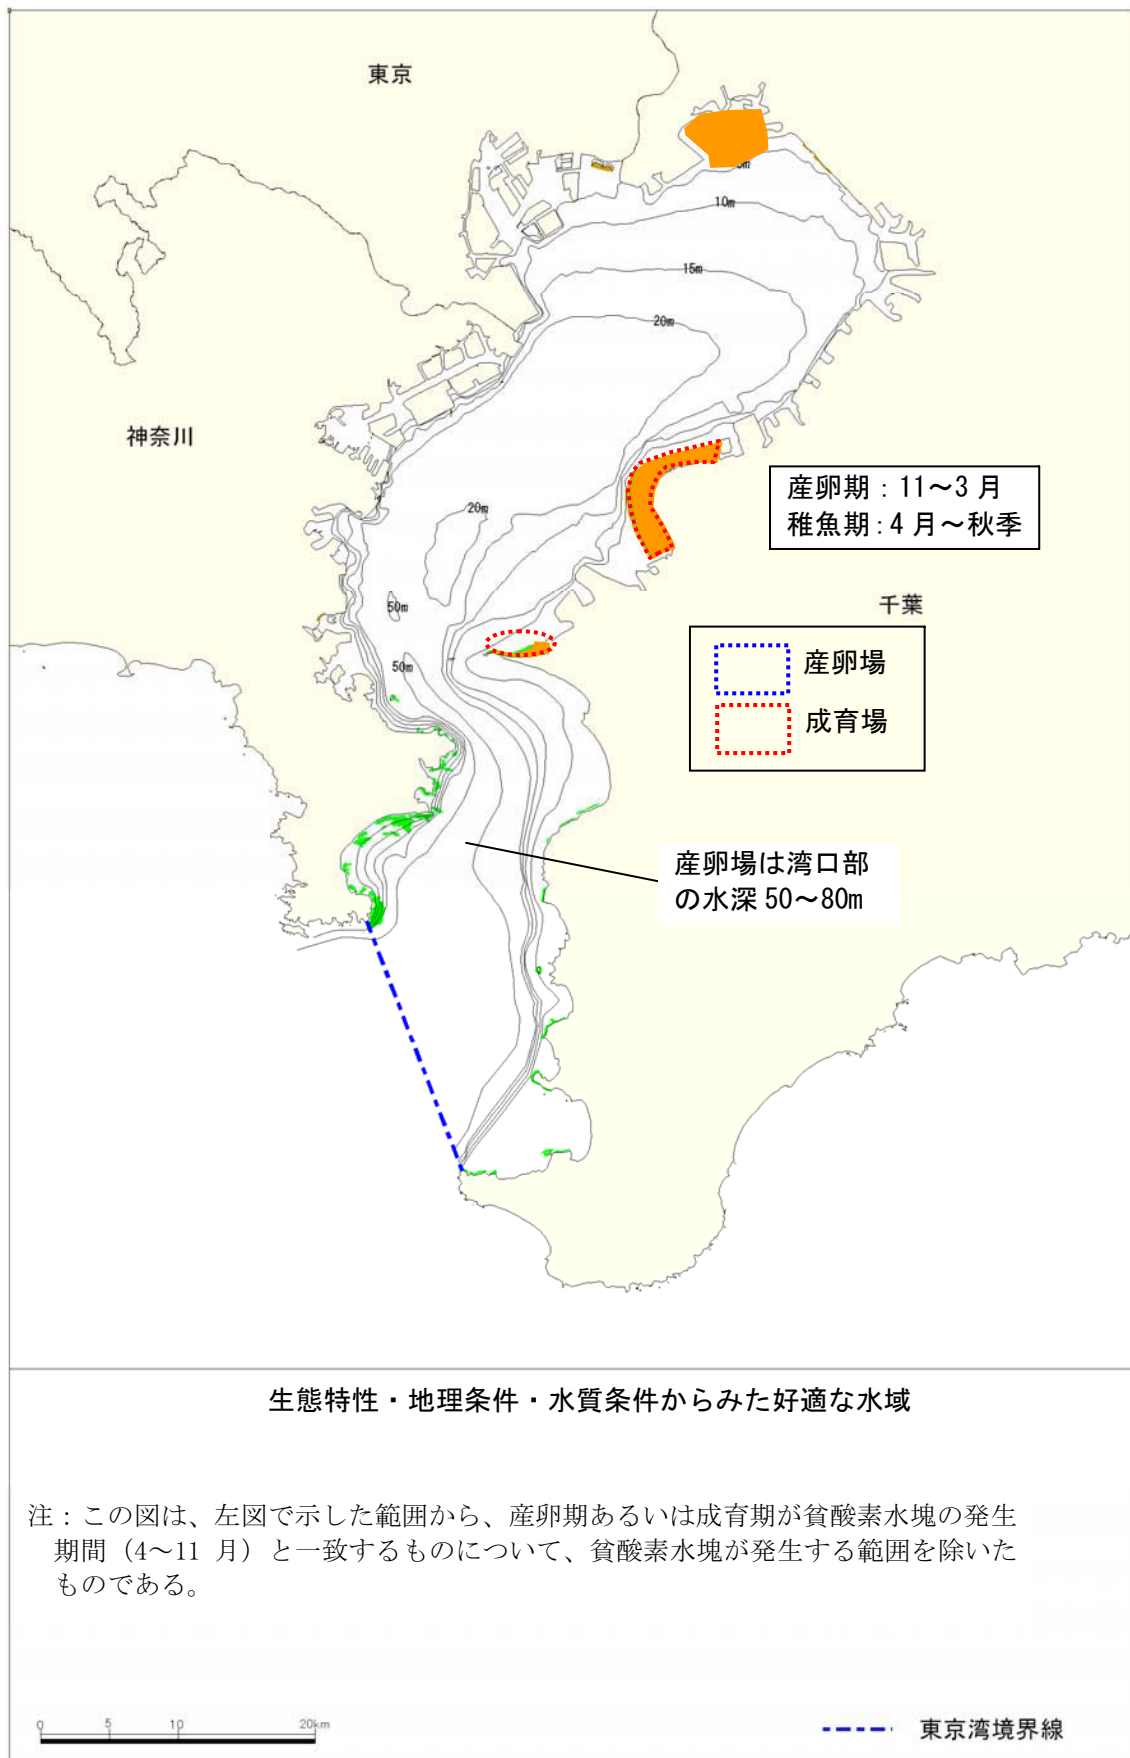 東京
10m
15m
20m
神奈川
産卵期：11～3 月
稚魚期：4 月～秋季
20m
千葉
50m
50m
産卵場
成育場
産卵場は湾口部
の水深 50～80m
生態特性・地理条件・水質条件からみた好適な水域
注：この図は、左図で示した範囲から、産卵期あるいは成育期が貧酸素水塊の発生
期間（4～11 月）と一致するものについて、貧酸素水塊が発生する範囲を除いた
ものである。
0 5 10 20km
東京湾境界線